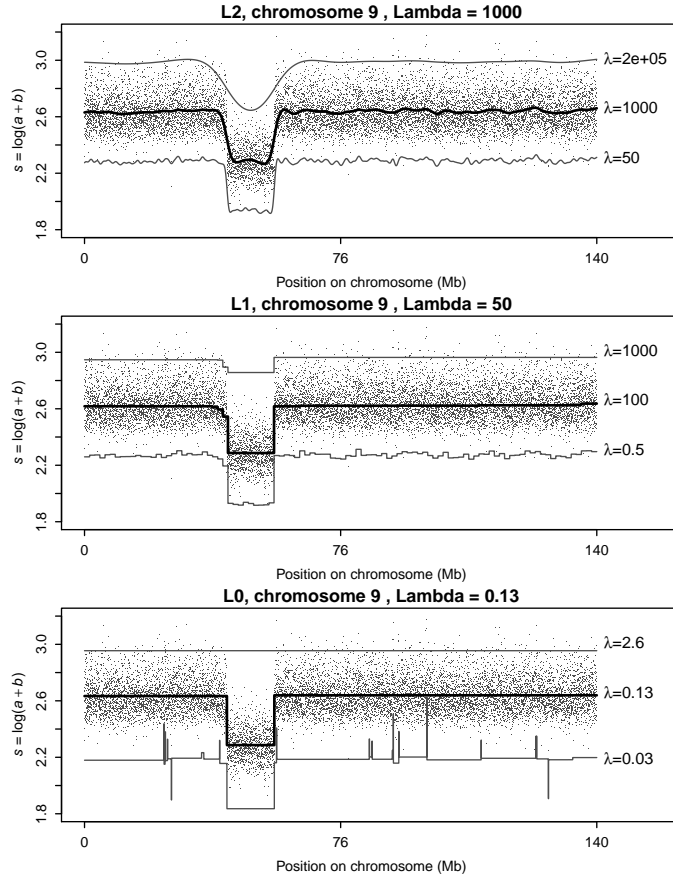 L2, chromosome 9 , Lambda = 1000
s = log(a + b)
3.0
2.6
2.2
1.8
λ=2e+05
λ=1000
λ=50
0
76
140
Position on chromosome (Mb)
L1, chromosome 9 , Lambda = 50
s = log(a + b)
3.0
2.6
2.2
1.8
λ=1000
λ=100
λ=0.5
0
76
140
Position on chromosome (Mb)
L0, chromosome 9 , Lambda = 0.13
s = log(a + b)
3.0
2.6
2.2
1.8
λ=2.6
λ=0.13
λ=0.03
0
76
140
Position on chromosome (Mb)